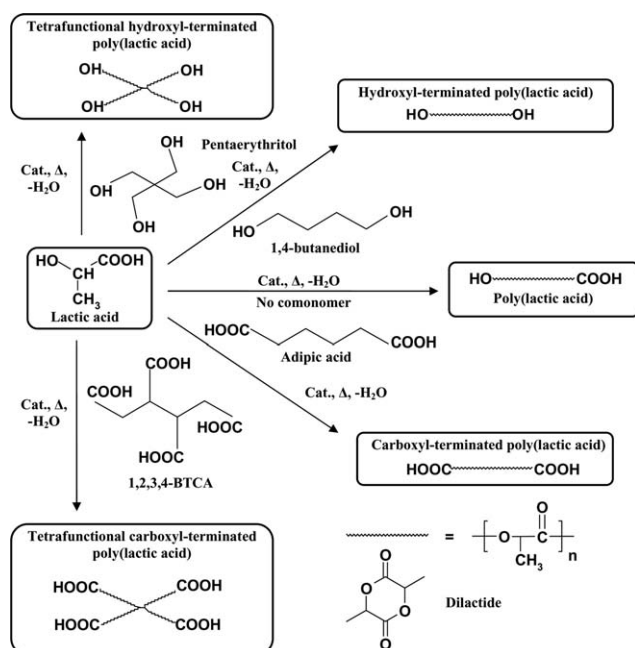 Tetrafunctional hydroxyl-terminated
poly(lactic acid)
OH OH
OH OH
Hydroxyl-terminated poly(lactic acid)
HO OH
Cat., Δ,
-H₂O
Pentaerythritol
OH
HO
OH
OH
Cat., Δ,
-H₂O
HO
OH
1,4-butanediol
HO COOH
CH
CH₃
Lactic acid
Cat., Δ, -H₂O
No comonomer
HO COOH
Poly(lactic acid)
HOOC
COOH
Adipic acid
Cat., Δ, -H₂O
Cat., Δ,
-H₂O
COOH
COOH
HOOC
HOOC
1,2,3,4-BTCA
Carboxyl-terminated poly(lactic acid)
HOOC COOH
Tetrafunctional carboxyl-terminated
poly(lactic acid)
HOOC COOH
HOOC COOH
=
O
O C
CH₃
n
O
O
O
O
Dilactide